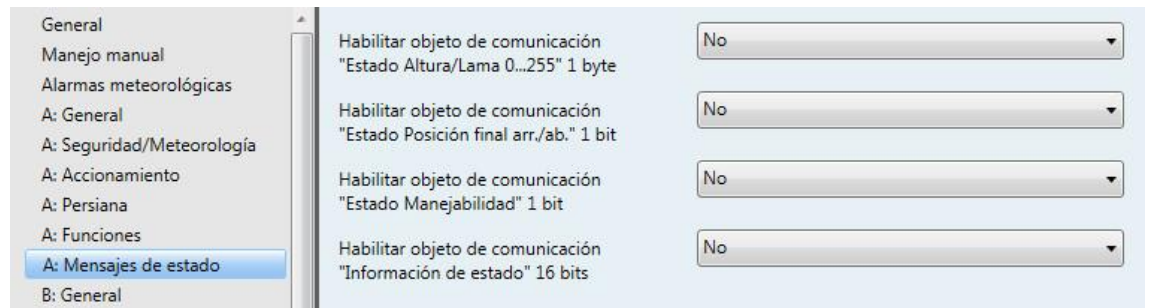 General
Manejo manual
Alarmas meteorológicas
A: General
A: Seguridad/Meteorología
A: Accionamiento
A: Persiana
A: Funciones
A: Mensajes de estado
B: General
Habilitar objeto de comunicación
"Estado Altura/Lama 0...255" 1 byte
No
Habilitar objeto de comunicación
"Estado Posición final arr./ab." 1 bit
No
Habilitar objeto de comunicación
"Estado Manejabilidad" 1 bit
No
Habilitar objeto de comunicación
"Información de estado" 16 bits
No